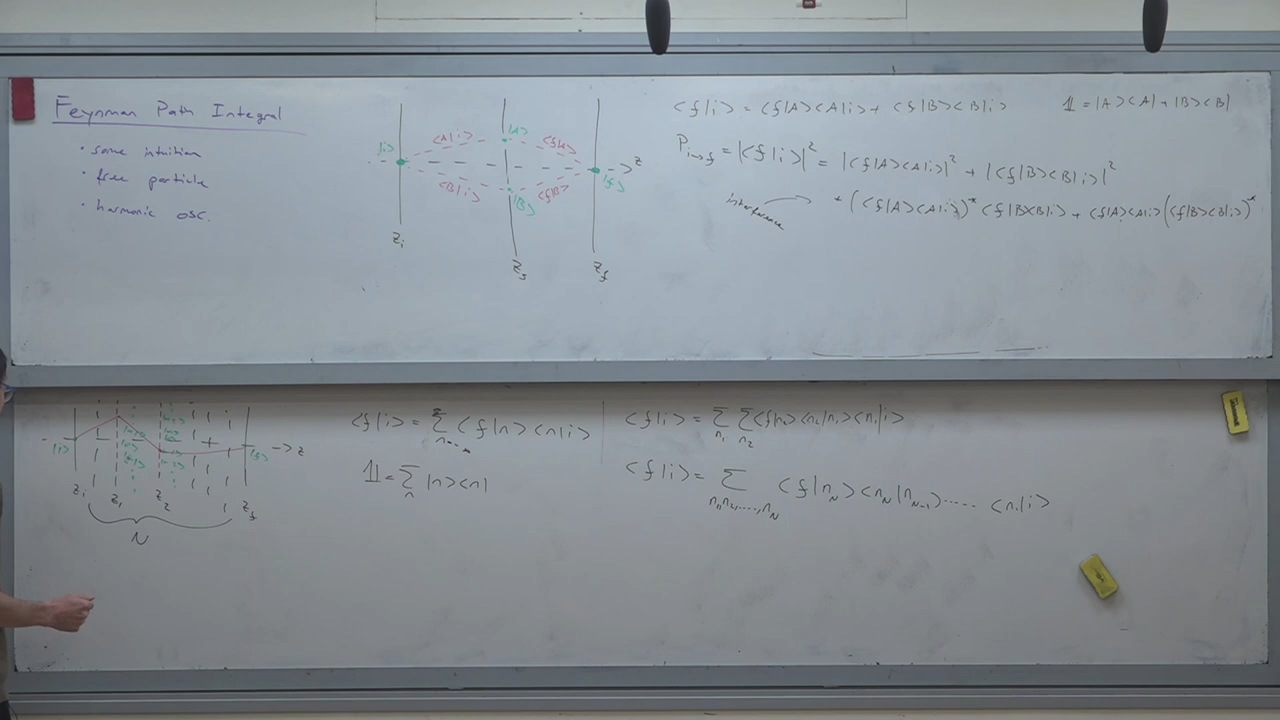 Feynman Path Integral
• some intuition
• free particle
• harmonic osc.
|i>
<A|i>
|A>
<f|A>
z
<B|i>
|B>
<f|B>
|f>
z_i
z_s
z_f
<f|i> = <f|A><A|i> + <f|B><B|i>
𝟙 = |A><A| + |B><B|
P_{i→f} = |<f|i>|² = |<f|A><A|i>|² + |<f|B><B|i>|²
interference
+ (<f|A><A|i>)* <f|B><B|i> + <f|A><A|i> (<f|B><B|i>)*
|i>
|f>
z
z_i
z_1
z_2
z_f
N
<f|i> = Σ <f|n><n|i>
𝟙 = Σ_n |n><n|
<f|i> = Σ_{n_1} Σ_{n_2} <f|n_2><n_2|n_1><n_1|i>
<f|i> = Σ_{n_1,n_2,....,n_N} <f|n_N><n_N|n_{N-1}>..... <n_1|i>